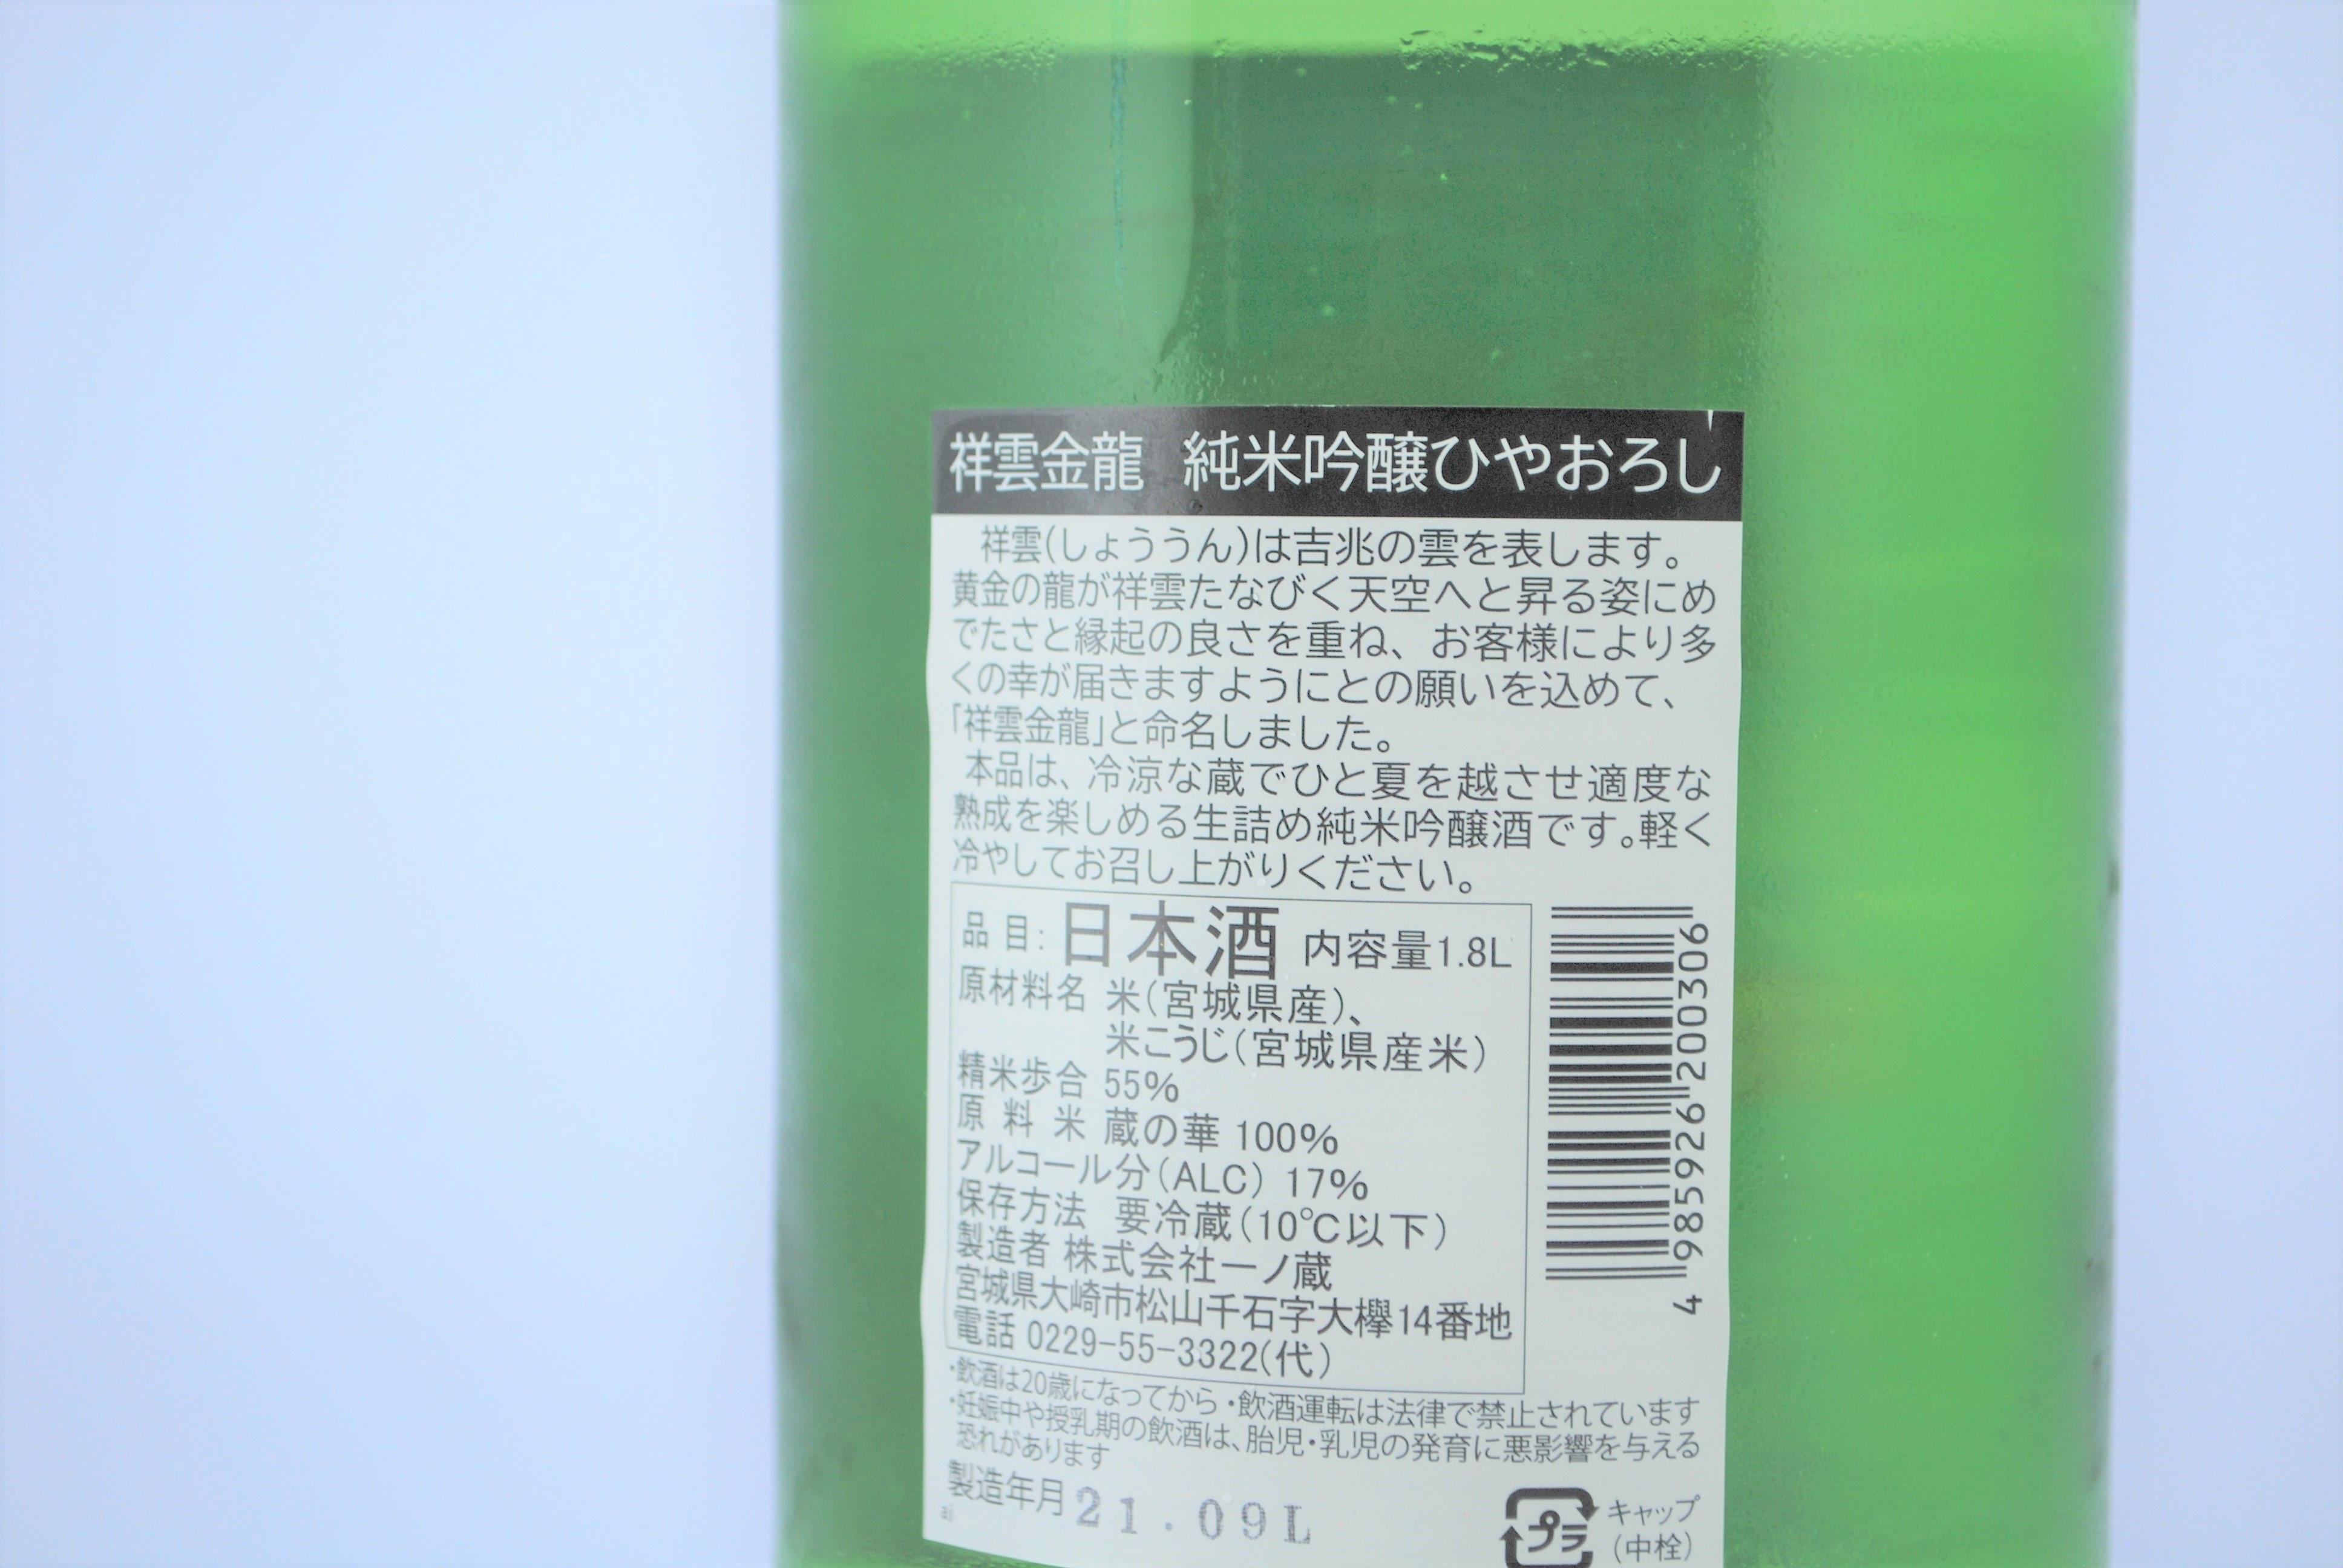 祥雲金龍 純米吟醸ひやおろし
祥雲(しょううん)は吉兆の雲を表します。
黄金の龍が祥雲たなびく天空へと昇る姿にめ
でたさと縁起の良さを重ね、お客様により多
くの幸が届きますようにとの願いを込めて、
「祥雲金龍」と命名しました。
本品は、冷涼な蔵でひと夏を越させ適度な
熟成を楽しめる生詰め純米吟醸酒です。軽く
冷やしてお召し上がりください。
品目:日本酒 内容量1.8L
原材料名 米(宮城県産)、
米こうじ(宮城県産米)
精米歩合 55%
原料米 蔵の華 100%
アルコール分(ALC) 17%
保存方法 要冷蔵(10℃以下)
製造者 株式会社一ノ蔵
宮城県大崎市松山千石字大欅14番地
電話 0229-55-3322(代)
4 985926 200306
・飲酒は20歳になってから・飲酒運転は法律で禁止されています
・妊娠中や授乳期の飲酒は、胎児・乳児の発育に悪影響を与える
恐れがあります
製造年月 21.09L
プラ
キャップ
(中栓)